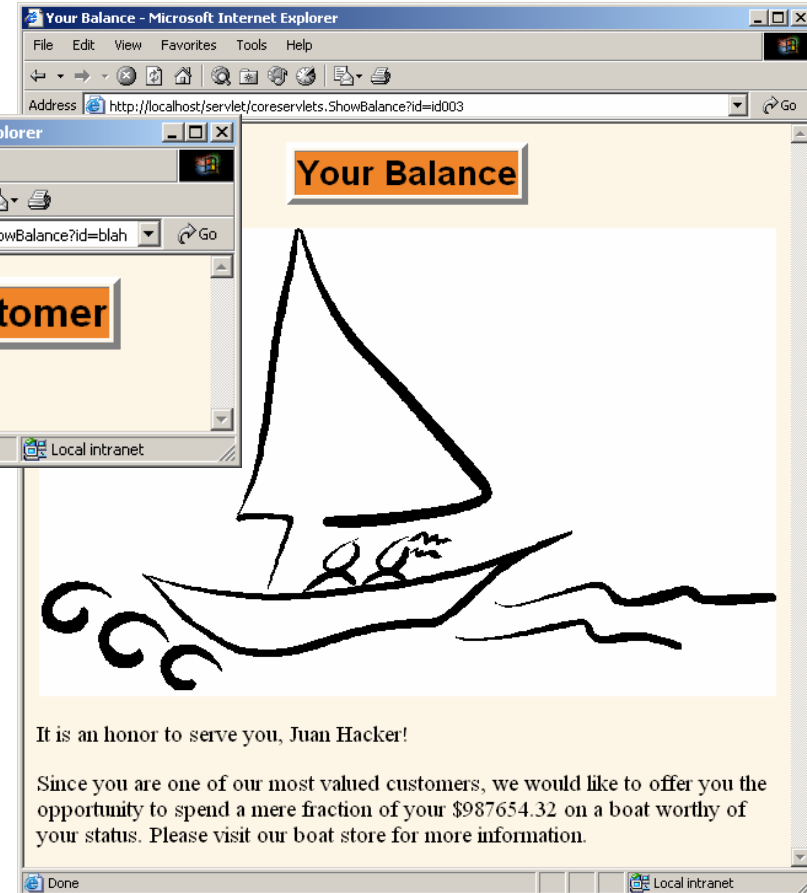 Your Balance - Microsoft Internet Explorer
File Edit View Favorites Tools Help
Address http://localhost/servlet/coreservlets.ShowBalance?id=id003 Go
plorer
owBalance?id=blah Go
tomer
Local intranet
Your Balance
It is an honor to serve you, Juan Hacker!
Since you are one of our most valued customers, we would like to offer you the
opportunity to spend a mere fraction of your $987654.32 on a boat worthy of
your status. Please visit our boat store for more information.
Done Local intranet